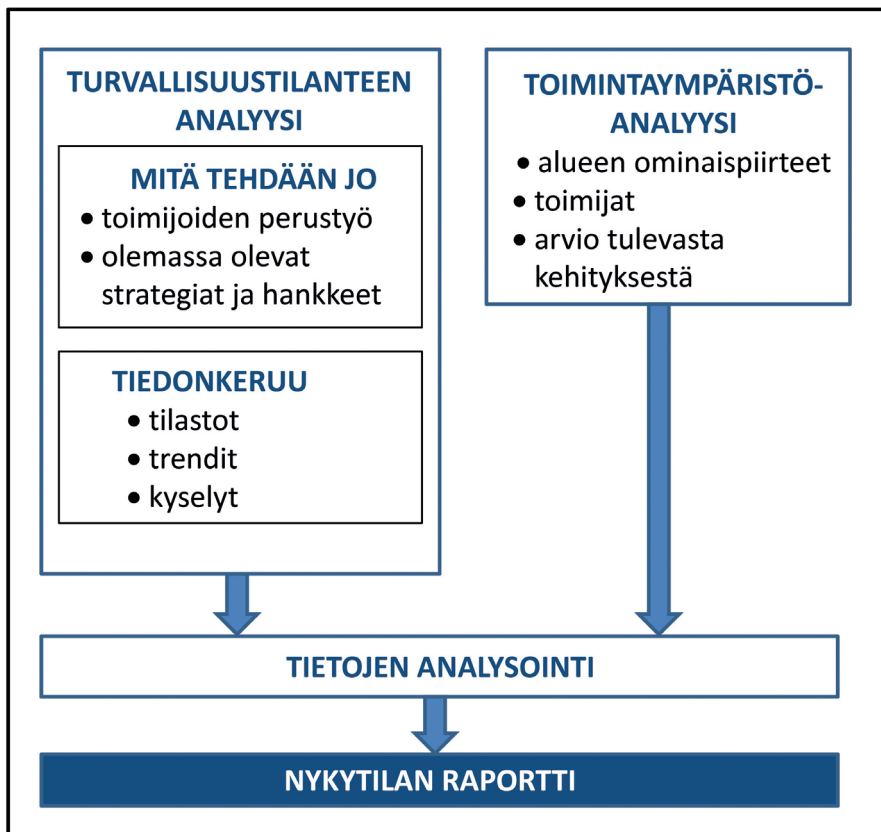 TURVALLISUUSTILANTEEN
ANALYYSI
MITÄ TEHDÄÄN JO
• toimijoiden perustyö
• olemassa olevat
strategiat ja hankkeet
TIEDONKERUU
• tilastot
• trendit
• kyselyt
TOIMINTAYMPÄRISTÖ-
ANALYYSI
• alueen ominaispiirteet
• toimijat
• arvio tulevasta
kehityksestä
TIETOJEN ANALYSOINTI
NYKYTILAN RAPORTTI